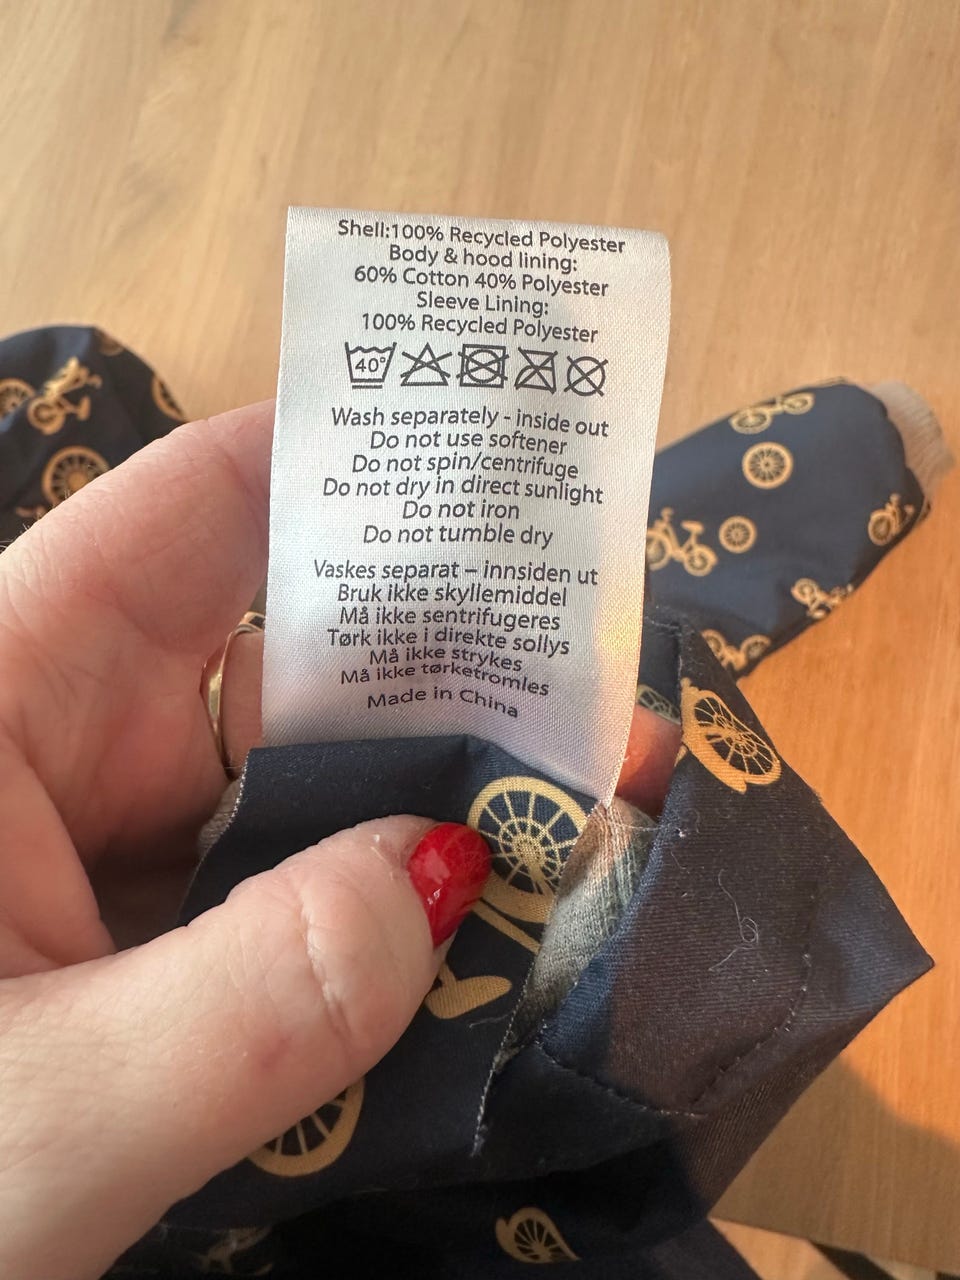 Shell:100% Recycled Polyester
Body & hood lining:
60% Cotton 40% Polyester
Sleeve Lining:
100% Recycled Polyester
40°
Wash separately - inside out
Do not use softener
Do not spin/centrifuge
Do not dry in direct sunlight
Do not iron
Do not tumble dry
Vaskes separat – innsiden ut
Bruk ikke skyllemiddel
Må ikke sentrifugeres
Tørk ikke i direkte sollys
Må ikke strykes
Må ikke tørketromles
Made in China